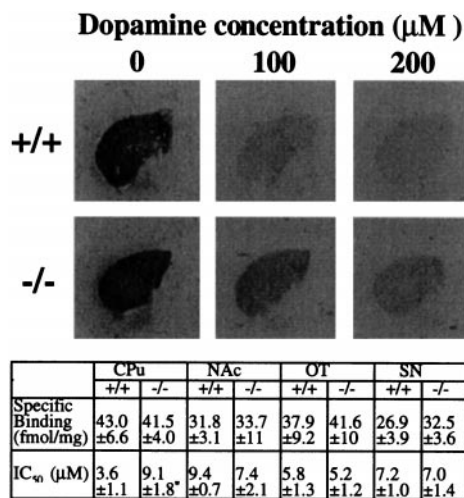 Dopamine concentration (μM )
0 100 200
+/+
-/-
CPu NAc OT SN
+/+ -/- +/+ -/- +/+ -/- +/+ -/-
Specific
Binding 43.0 41.5 31.8 33.7 37.9 41.6 26.9 32.5
(fmol/mg) ±6.6 ±4.0 ±3.1 ±11 ±9.2 ±10 ±3.9 ±3.6
IC50 (μM) 3.6 9.1 9.4 7.4 5.8 5.2 7.2 7.0
±1.1 ±1.8* ±0.7 ±2.1 ±1.3 ±1.2 ±1.0 ±1.4